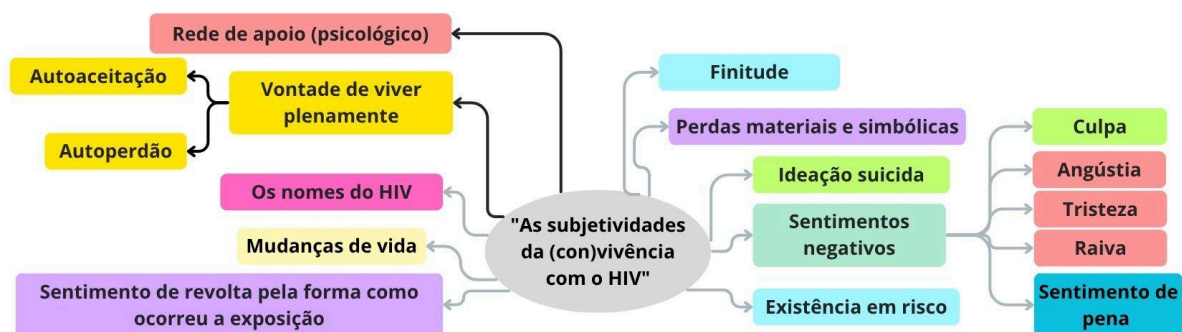 Rede de apoio (psicológico)
Autoaceitação
Vontade de viver
plenamente
Autoperdão
Os nomes do HIV
Mudanças de vida
Sentimento de revolta pela forma como
ocorreu a exposição
"As subjetividades
da (con)vivência
com o HIV"
Finitude
Perdas materiais e simbólicas
Ideação suicida
Sentimentos
negativos
Existência em risco
Culpa
Angústia
Tristeza
Raiva
Sentimento de
pena